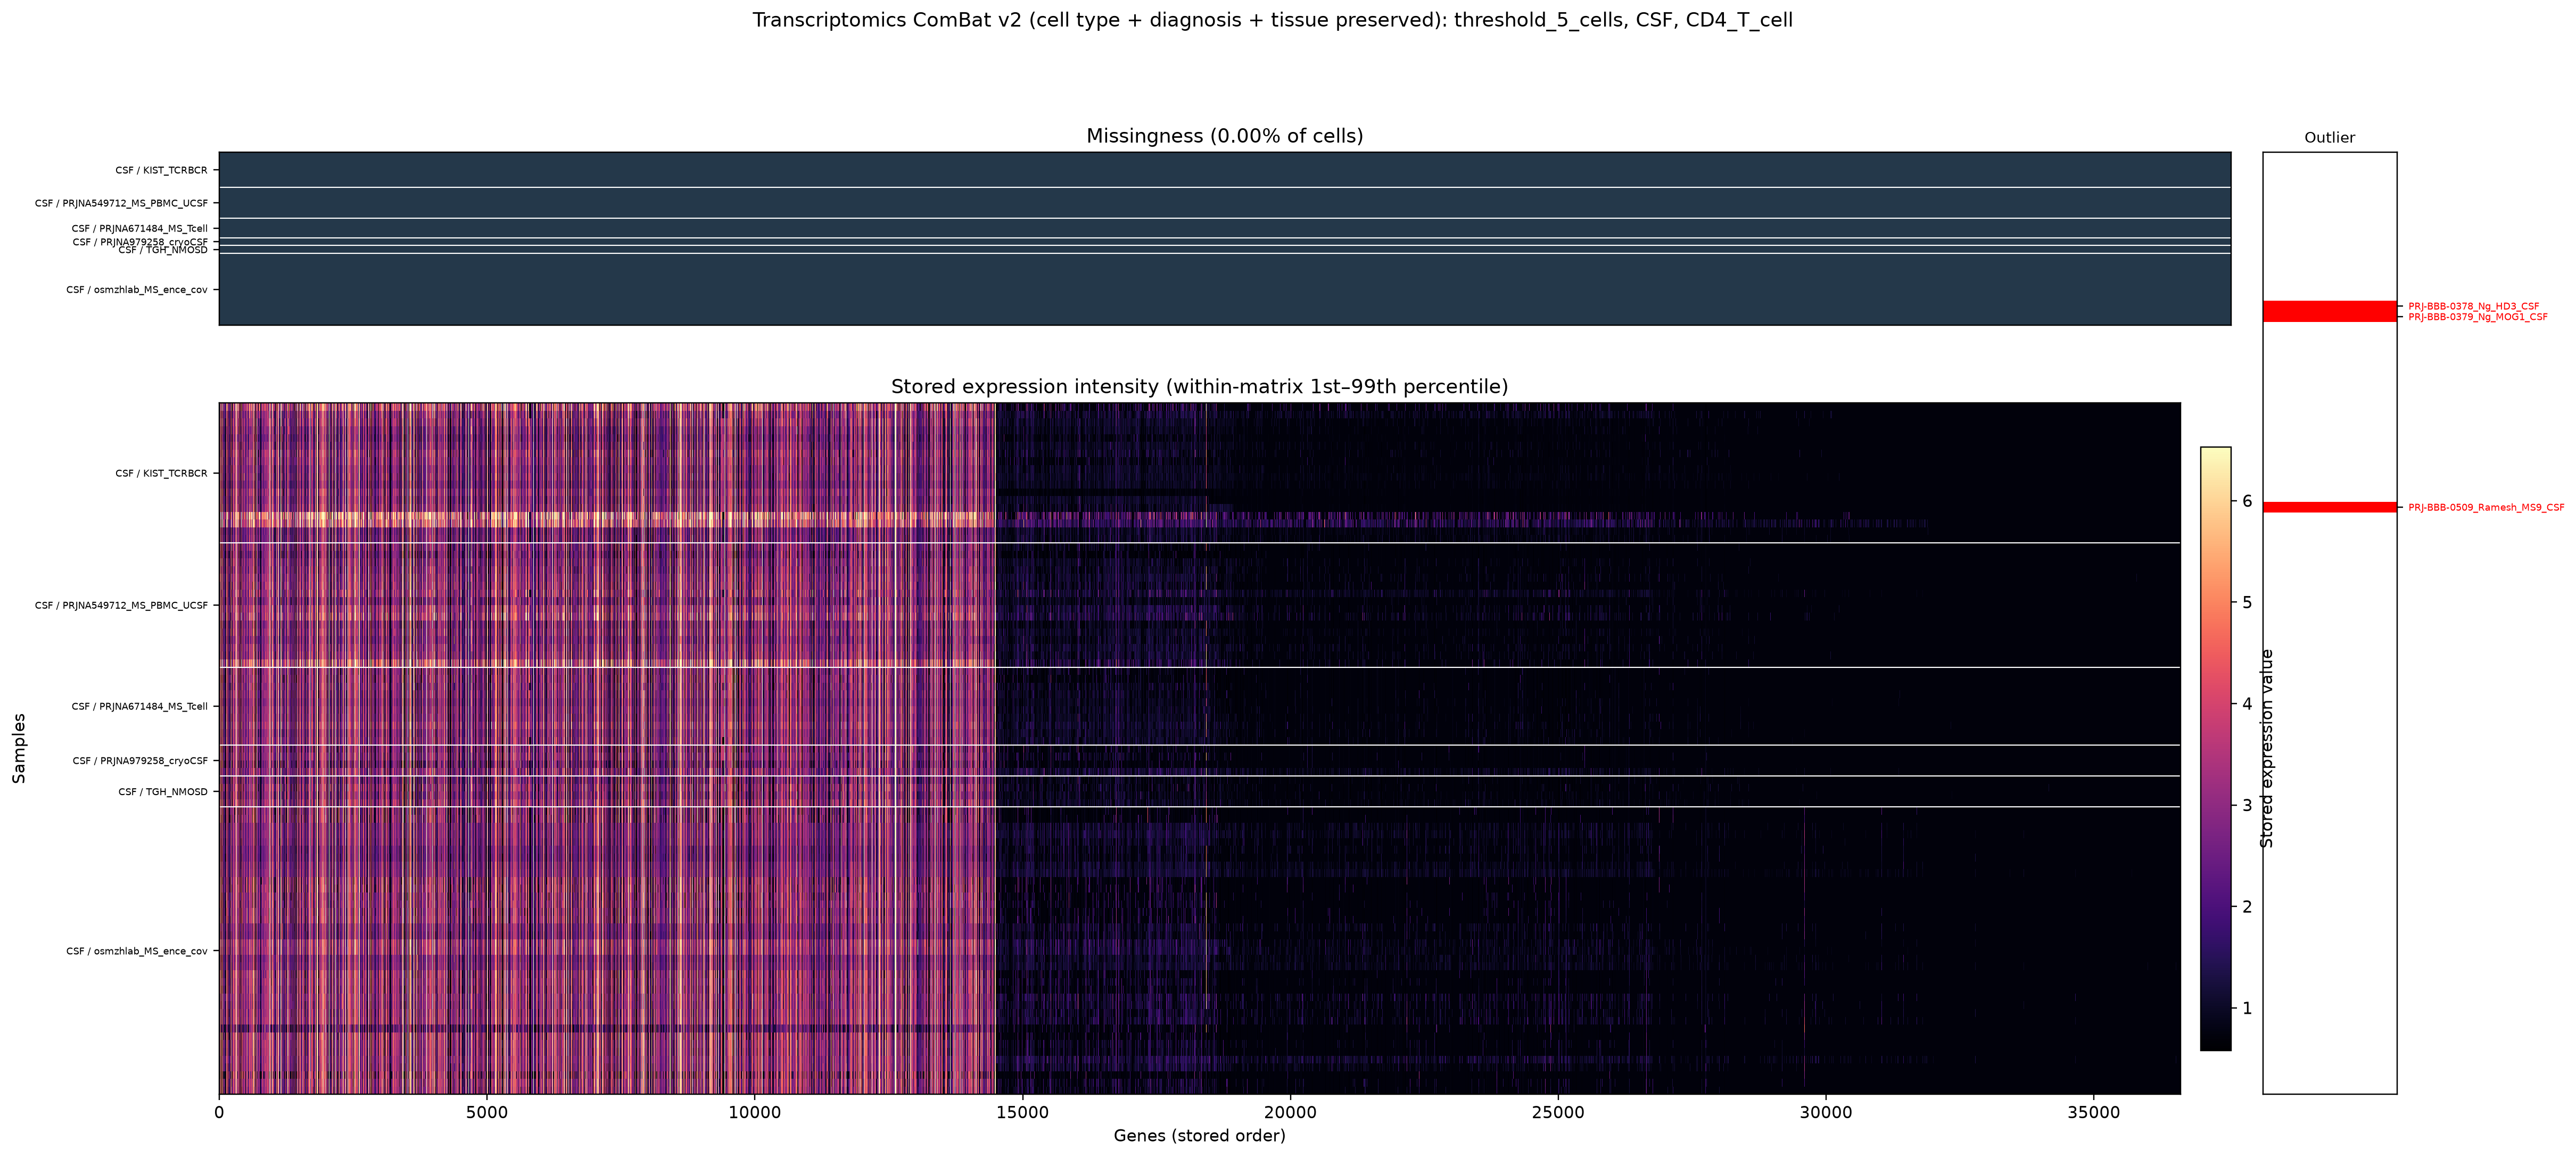 Transcriptomics ComBat v2 (cell type + diagnosis + tissue preserved): threshold_5_cells, CSF, CD4_T_cell
Missingness (0.00% of cells)
Outlier
CSF / KIST_TCRBCR
CSF / PRJNA549712_MS_PBMC_UCSF
CSF / PRJNA671484_MS_Tcell
CSF / PRJNA979258_cryoCSF
CSF / TGH_NMOSD
CSF / osmzhlab_MS_ence_cov
PRJ-BBB-0378_Ng_HD3_CSF
PRJ-BBB-0379_Ng_MOG1_CSF
PRJ-BBB-0509_Ramesh_MS9_CSF
Stored expression intensity (within-matrix 1st–99th percentile)
Samples
CSF / KIST_TCRBCR
CSF / PRJNA549712_MS_PBMC_UCSF
CSF / PRJNA671484_MS_Tcell
CSF / PRJNA979258_cryoCSF
CSF / TGH_NMOSD
CSF / osmzhlab_MS_ence_cov
6
5
4
3
2
1
Stored expression value
0 5000 10000 15000 20000 25000 30000 35000
Genes (stored order)